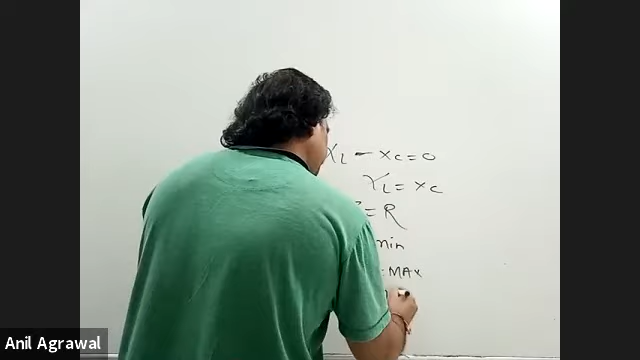 XL - XC = 0
XL = XC
= R
min
= MAX
Anil Agrawal